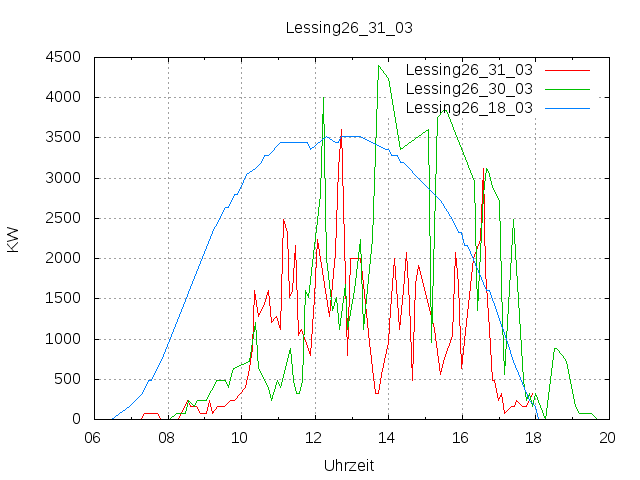 Lessing26_31_03
4500
4000
3500
3000
2500
2000
1500
1000
500
0
KW
Lessing26_31_03
Lessing26_30_03
Lessing26_18_03
06 08 10 12 14 16 18 20
Uhrzeit